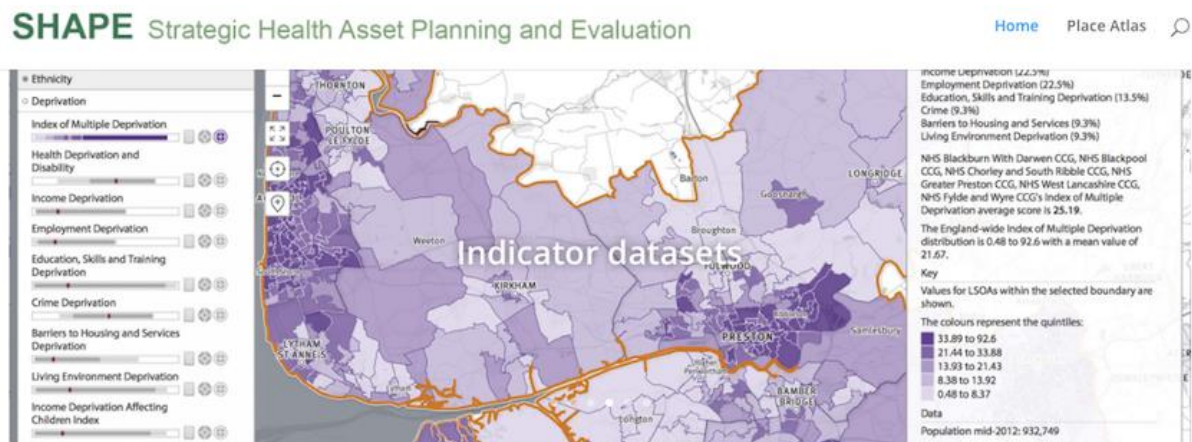 SHAPE Strategic Health Asset Planning and Evaluation
Home
Place Atlas
Ethnicity
Deprivation
Index of Multiple Deprivation
Health Deprivation and
Disability
Income Deprivation
Employment Deprivation
Education, Skills and Training
Deprivation
Crime Deprivation
Barriers to Housing and Services
Deprivation
Living Environment Deprivation
Income Deprivation Affecting
Children Index
THORNTON
POULTON
LE FYLDE
Barton
Goosnargh
LONGRIDGE
Broughton
Weeton
Indicator datasets
FULWOOD
KIRKHAM
PRESTON
Samlesbury
LYTHAM
ST ANNE'S
Penwortham
BAMBER
BRIDGE
Longton
Income Deprivation (22.5%)
Employment Deprivation (22.5%)
Education, Skills and Training Deprivation (13.5%)
Crime (9.3%)
Barriers to Housing and Services (9.3%)
Living Environment Deprivation (9.3%)
NHS Blackburn With Darwen CCG, NHS Blackpool
CCG, NHS Chorley and South Ribble CCG, NHS
Greater Preston CCG, NHS West Lancashire CCG,
NHS Fylde and Wyre CCG's Index of Multiple
Deprivation average score is 25.19.
The England-wide Index of Multiple Deprivation
distribution is 0.48 to 92.6 with a mean value of
21.67.
Key
Values for LSOAs within the selected boundary are
shown.
The colours represent the quintiles:
33.89 to 92.6
21.44 to 33.88
13.93 to 21.43
8.38 to 13.92
0.48 to 8.37
Data
Population mid-2012: 932,749